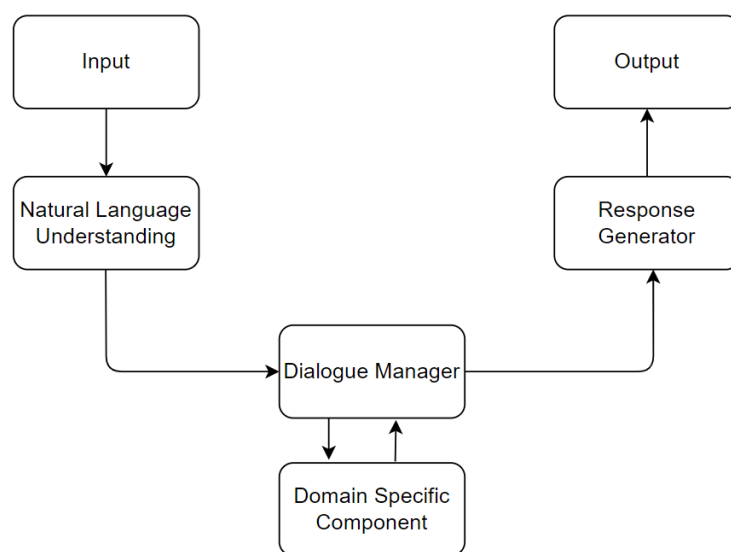 Input
Output
Natural Language
Understanding
Response
Generator
Dialogue Manager
Domain Specific
Component